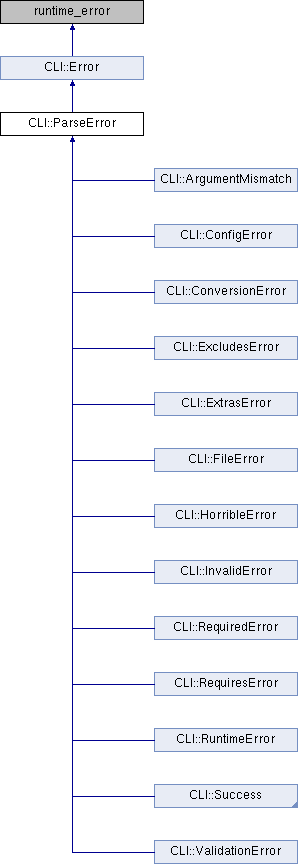 runtime_error
CLI::Error
CLI::ParseError
CLI::ArgumentMismatch
CLI::ConfigError
CLI::ConversionError
CLI::ExcludesError
CLI::ExtrasError
CLI::FileError
CLI::HorribleError
CLI::InvalidError
CLI::RequiredError
CLI::RequiresError
CLI::RuntimeError
CLI::Success
CLI::ValidationError